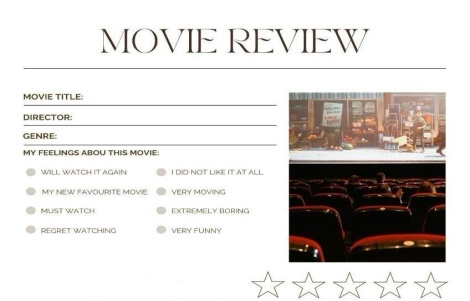 MOVIE REVIEW
MOVIE TITLE:
DIRECTOR:
GENRE:
MY FEELINGS ABOU THIS MOVIE:
WILL WATCH IT AGAIN
I DID NOT LIKE IT AT ALL
MY NEW FAVOURITE MOVIE
VERY MOVING
MUST WATCH
EXTREMELY BORING
REGRET WATCHING
VERY FUNNY